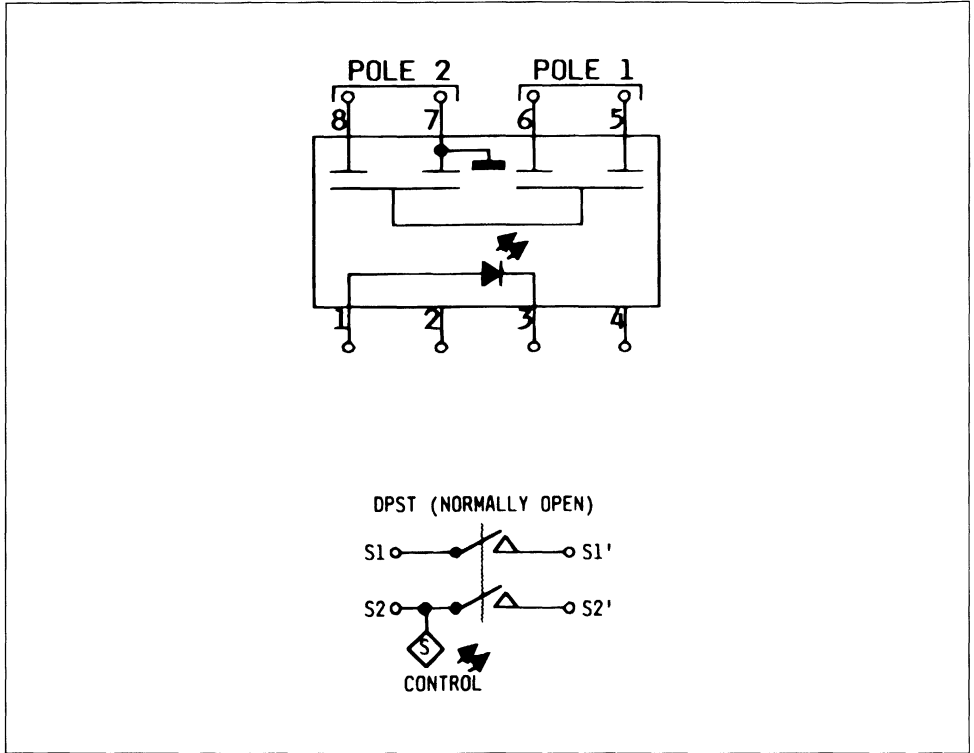 POLE 2 POLE 1
8 7 6 5
1 2 3 4
DPST (NORMALLY OPEN)
S1 S1'
S2 S2'
S
CONTROL